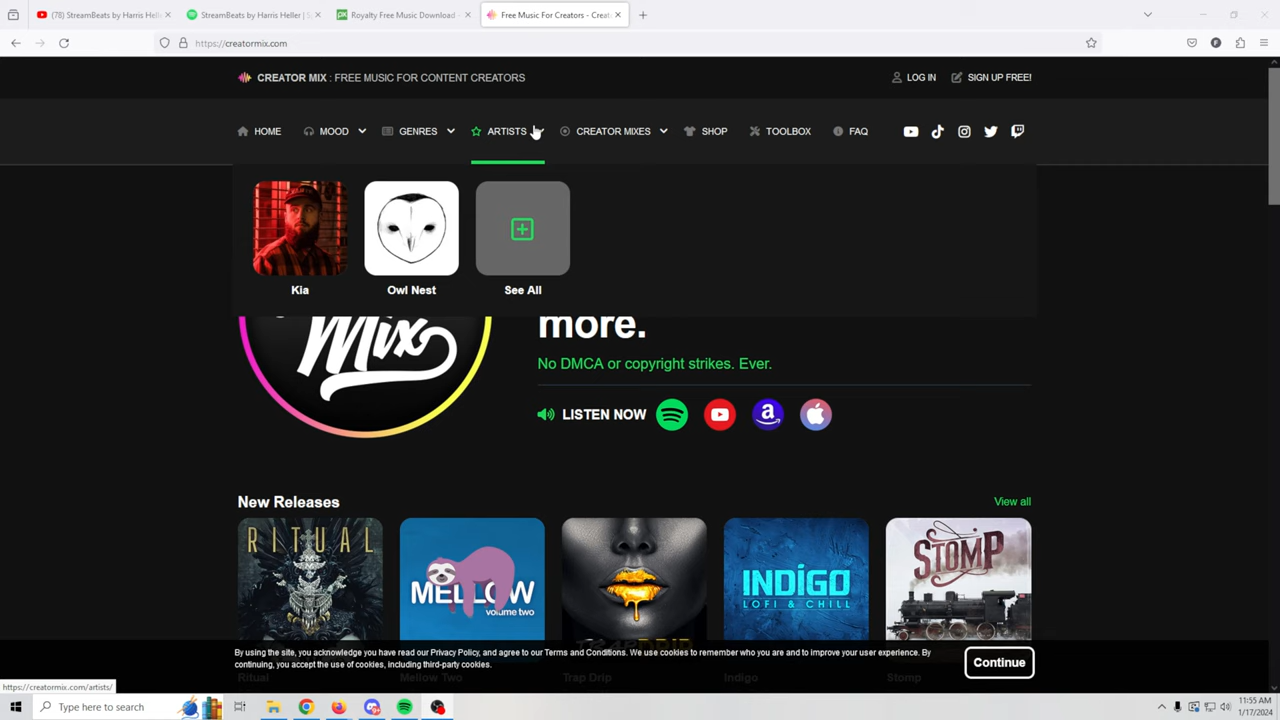 (78) StreamBeats by Harris Hell
StreamBeats by Harris Heller | S
Royalty Free Music Download -
Free Music For Creators - Creat
https://creatormix.com
CREATOR MIX : FREE MUSIC FOR CONTENT CREATORS
LOG IN
SIGN UP FREE!
HOME
MOOD
GENRES
ARTISTS
CREATOR MIXES
SHOP
TOOLBOX
FAQ
Kia
Owl Nest
See All
Mix
more.
No DMCA or copyright strikes. Ever.
LISTEN NOW
New Releases
View all
RITUAL
MELLOW
volume two
TRAP DRIP
INDIGO
LOFI & CHILL
STOMP
By using the site, you acknowledge you have read our Privacy Policy, and agree to our Terms and Conditions. We use cookies to remember who you are and to improve your user experience. By
continuing, you accept the use of cookies, including third-party cookies.
Continue
Ritual
Mellow Two
Trap Drip
Indigo
Stomp
https://creatormix.com/artists/
Type here to search
11:55 AM
1/17/2024